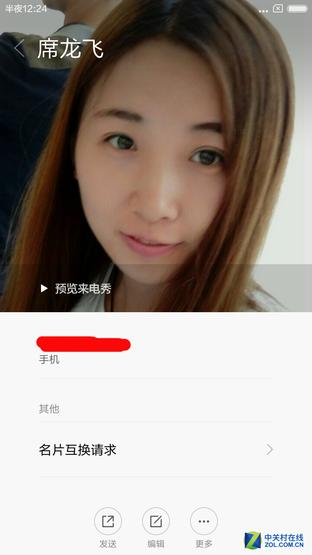 半夜12:24
席龙飞
预览来电秀
手机
其他
名片互换请求
发送
编辑
更多
中关村在线
ZOL.COM.CN